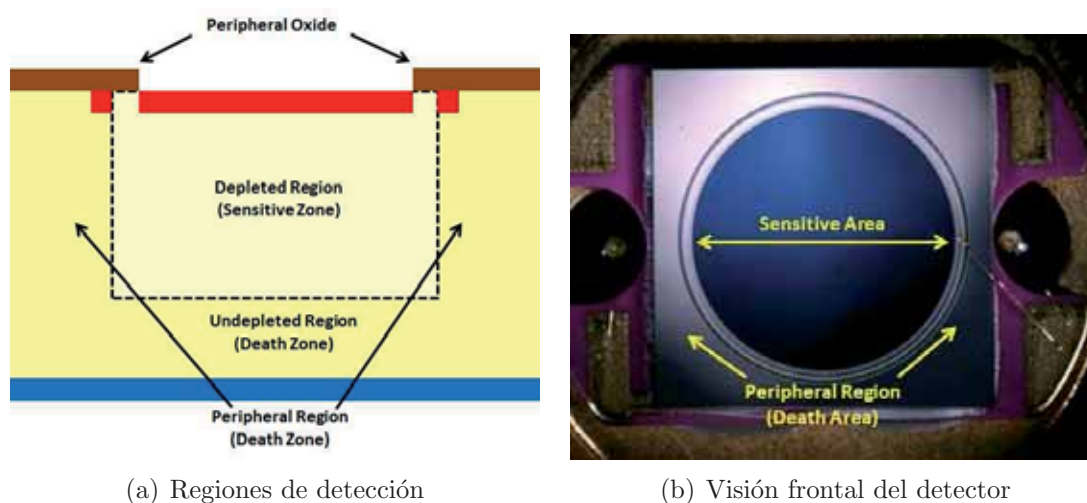 Peripheral Oxide
Depleted Region
(Sensitive Zone)
Undepleted Region
(Death Zone)
Peripheral Region
(Death Zone)
Sensitive Area
Peripheral Region
(Death Area)
(a) Regiones de detección
(b) Visión frontal del detector